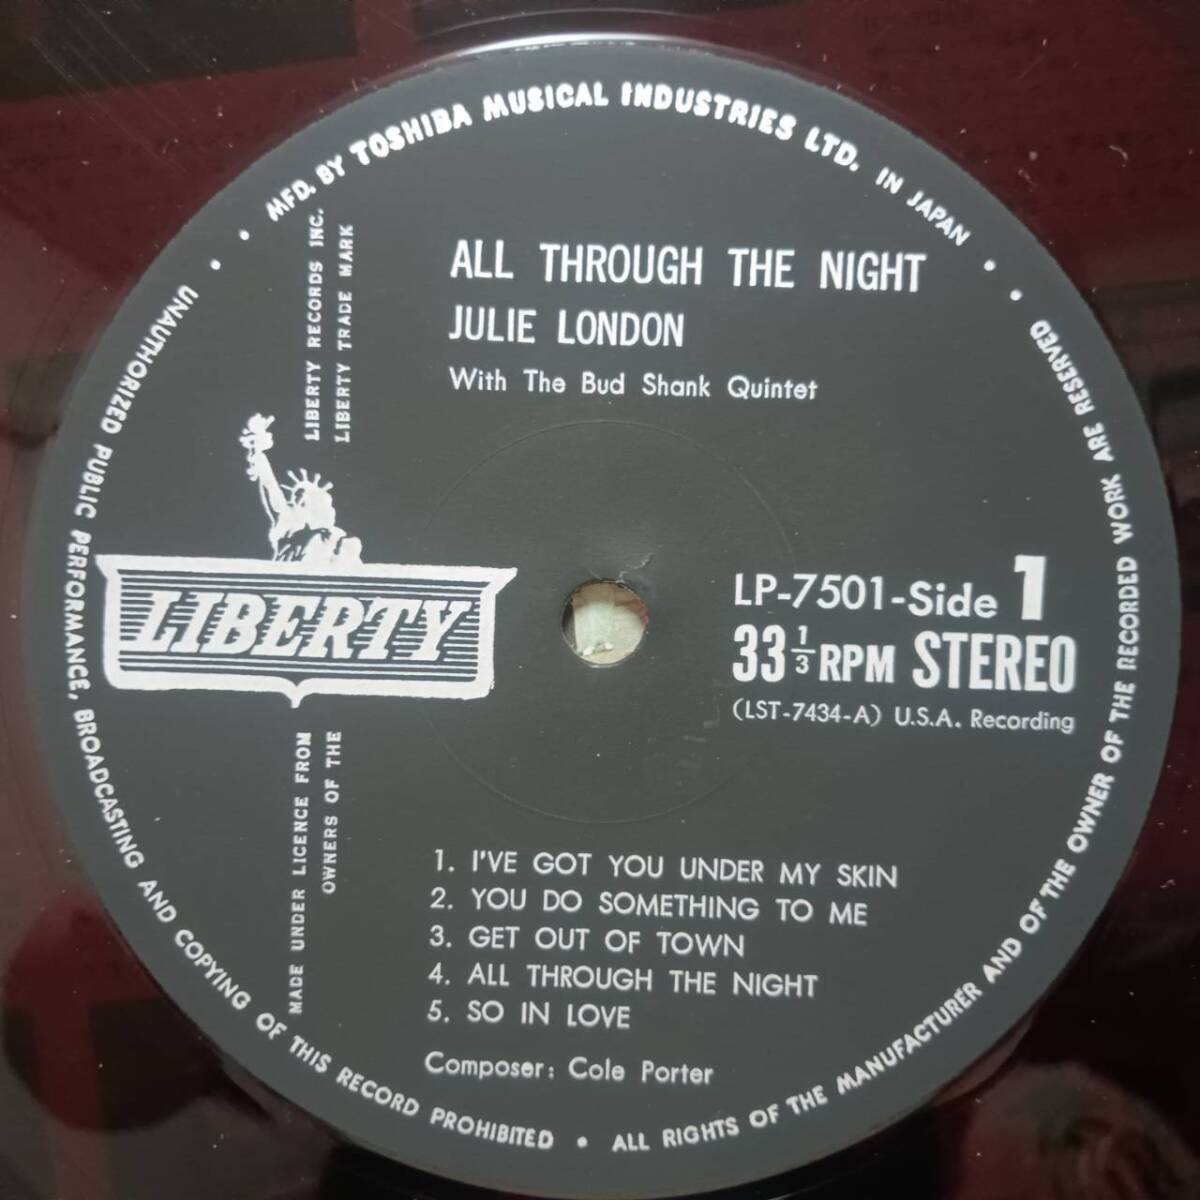 MFD. BY TOSHIBA MUSICAL INDUSTRIES LTD. IN JAPAN
LIBERTY RECORDS INC.
LIBERTY TRADE MARK
ALL THROUGH THE NIGHT
JULIE LONDON
With The Bud Shank Quintet
LIBERTY
LP-7501-Side 1
33 1/3 RPM STEREO
(LST-7434-A) U.S.A. Recording
MADE UNDER LICENCE FROM
OWNERS OF THE
1. I'VE GOT YOU UNDER MY SKIN
2. YOU DO SOMETHING TO ME
3. GET OUT OF TOWN
4. ALL THROUGH THE NIGHT
5. SO IN LOVE
Composer: Cole Porter
UNAUTHORIZED PUBLIC PERFORMANCE, BROADCASTING AND COPYING OF THIS RECORD PROHIBITED • ALL RIGHTS OF THE MANUFACTURER AND OF THE OWNER OF THE RECORDED WORK ARE RESERVED